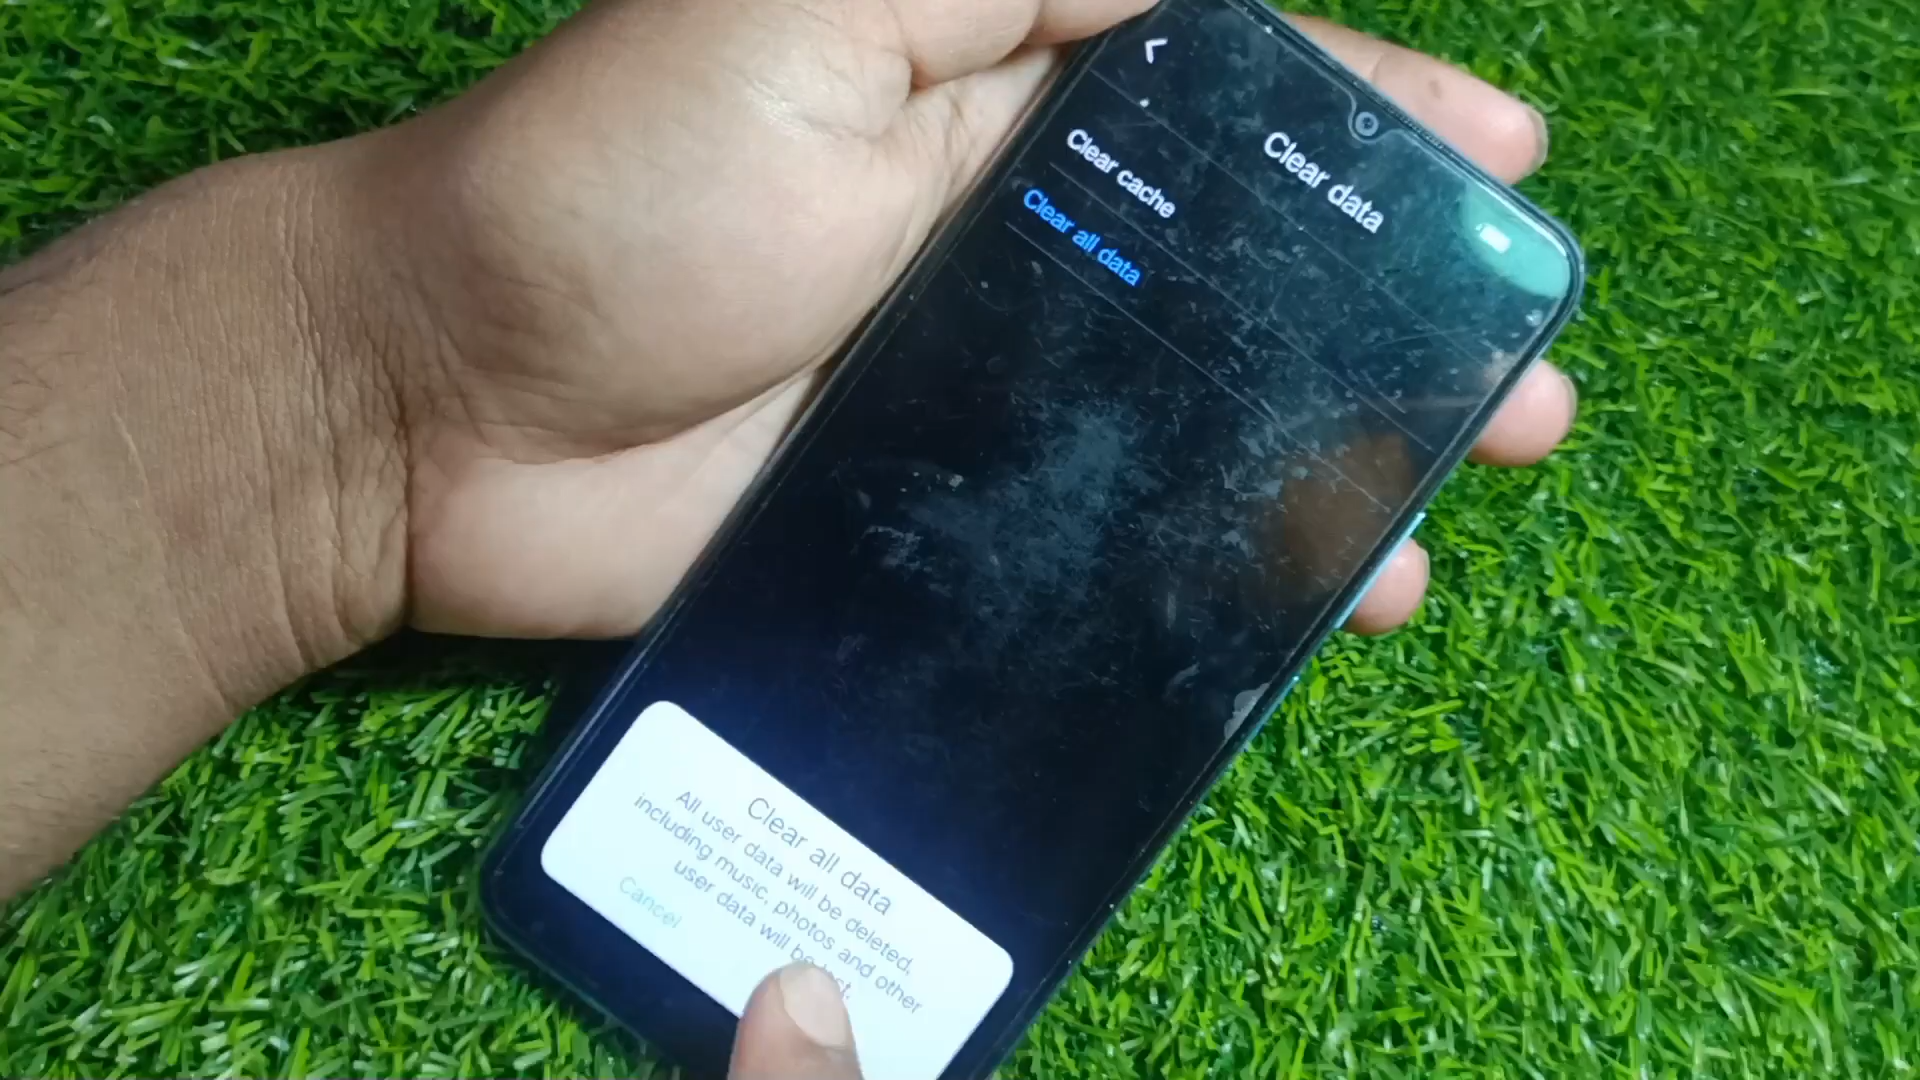 Clear data
Clear cache
Clear all data
Clear all data
All user data will be deleted,
including music, photos and other
user data will
Cancel